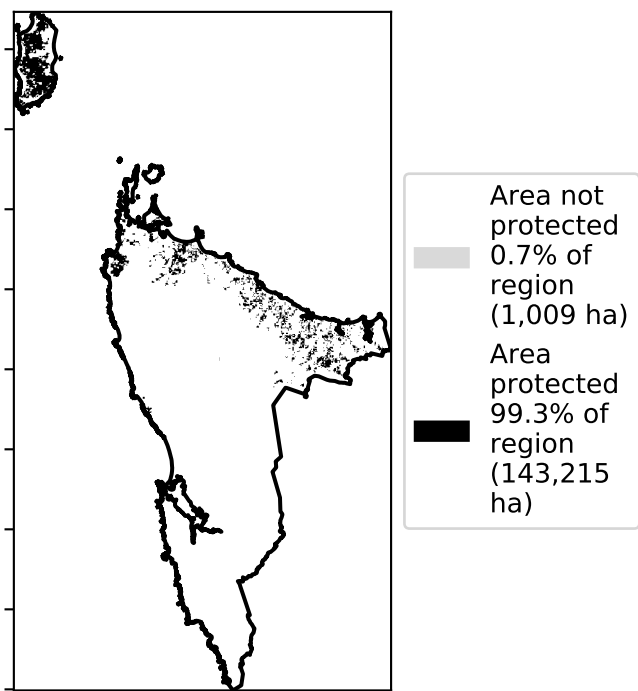 Area not
protected
0.7% of
region
(1,009 ha)
Area
protected
99.3% of
region
(143,215
ha)